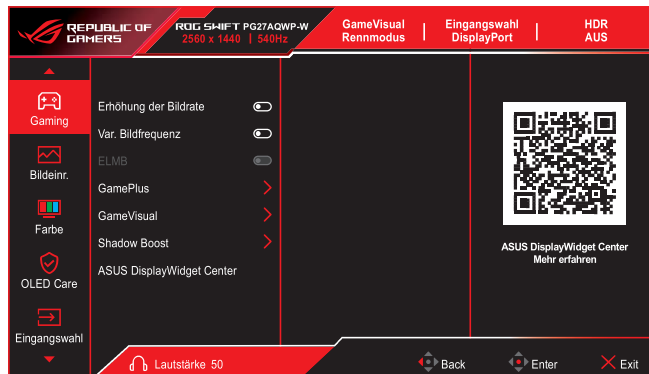 REPUBLIC OF
GAMERS
ROG SWIFT PG27AQWP-W
2560 x 1440 | 540Hz
GameVisual
Rennmodus
Eingangswahl
DisplayPort
HDR
AUS
Gaming
Bildeinr.
Farbe
OLED Care
Eingangswahl
Erhöhung der Bildrate
Var. Bildfrequenz
ELMB
GamePlus
GameVisual
Shadow Boost
ASUS DisplayWidget Center
ASUS DisplayWidget Center
Mehr erfahren
Lautstärke 50
Back
Enter
Exit